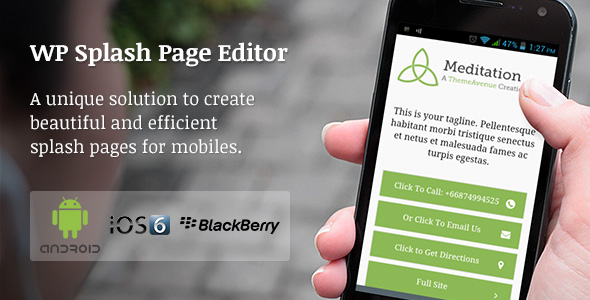 WP Splash Page Editor
A unique solution to create
beautiful and efficient
splash pages for mobiles.
ANDROID
iOS 6
BlackBerry
47% 1:27 PM
Meditation
A ThemeAvenue Creati
This is your tagline. Pellentesque
habitant morbi tristique senectus
et netus et malesuada fames ac
turpis egestas.
Click To Call: +66874994525
Or Click To Email Us
Click to Get Directions
Full Site